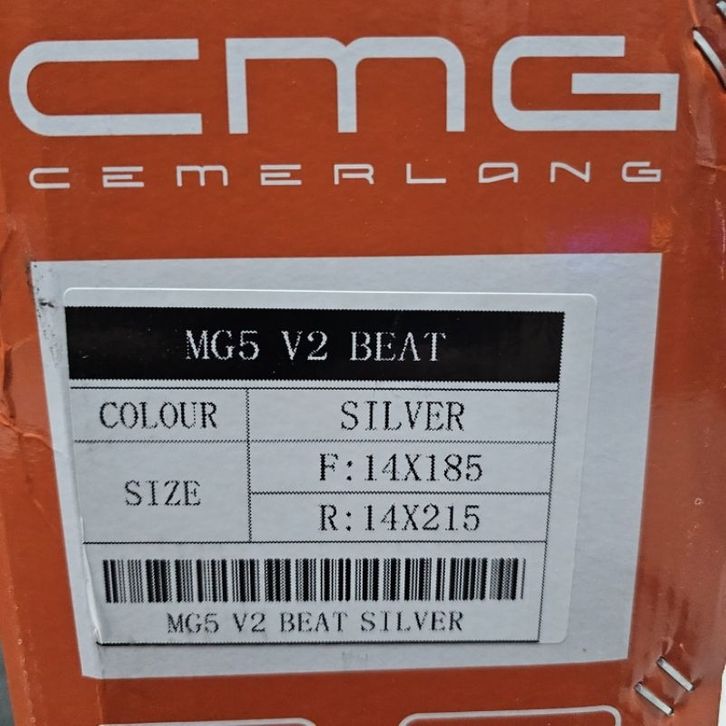 CMG
CEMERLANG
MG5 V2 BEAT
COLOUR SILVER
SIZE F:14X185
R:14X215
MG5 V2 BEAT SILVER